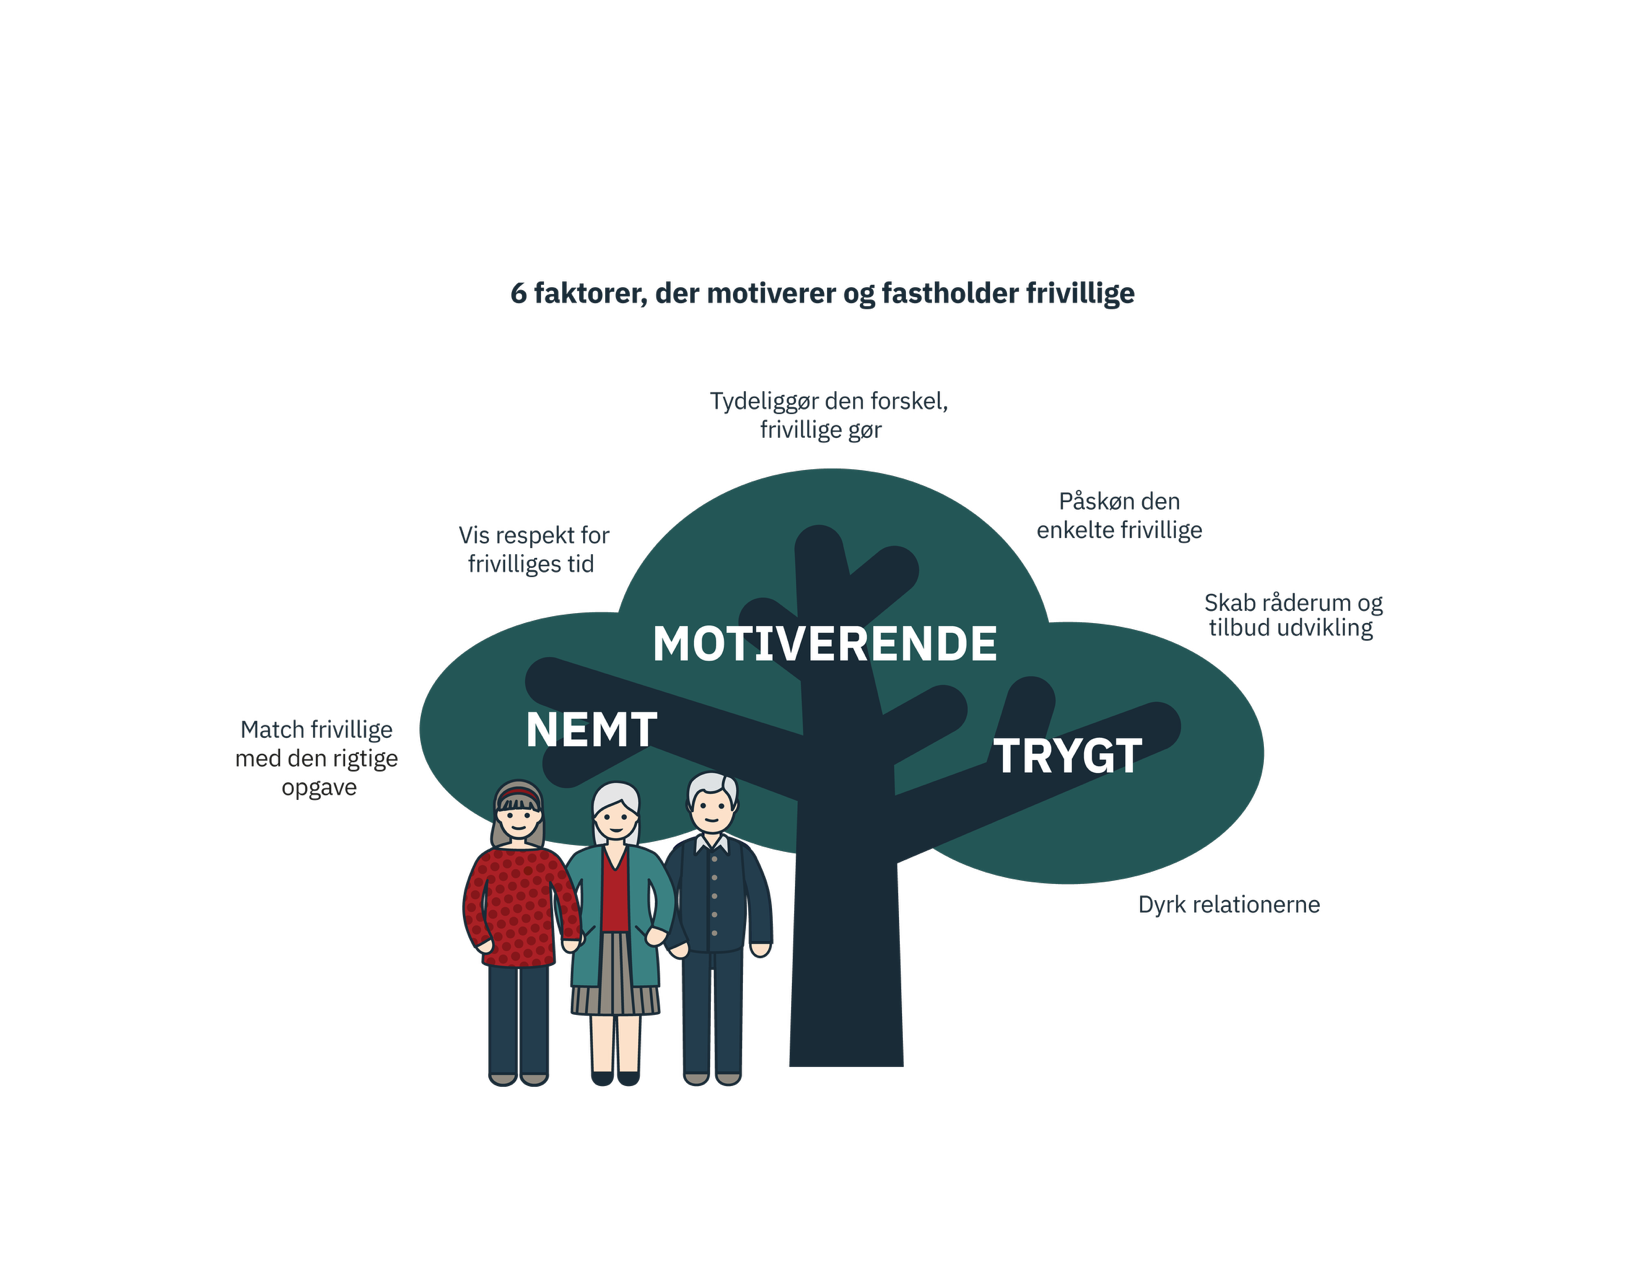 6 faktorer, der motiverer og fastholder frivillige
Tydeliggør den forskel,
frivillige gør
Påskøn den
enkelte frivillige
Vis respekt for
frivilliges tid
Skab råderum og
tilbud udvikling
MOTIVERENDE
NEMT
TRYGT
Match frivillige
med den rigtige
opgave
Dyrk relationerne